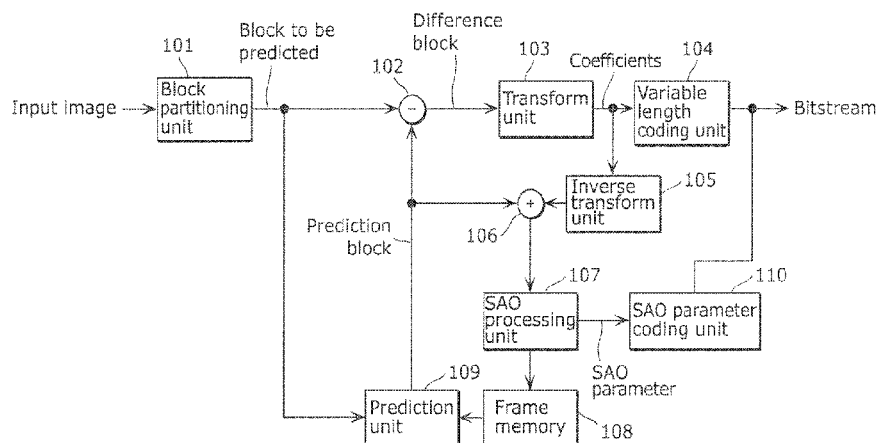 Input image
101
Block
partitioning
unit
Block to be
predicted
102
−
Difference
block
103
Transform
unit
Coefficients
104
Variable
length
coding unit
Bitstream
Inverse
transform
unit
105
+
106
Prediction
block
107
SAO
processing
unit
SAO
parameter
110
SAO parameter
coding unit
109
Prediction
unit
Frame
memory
108